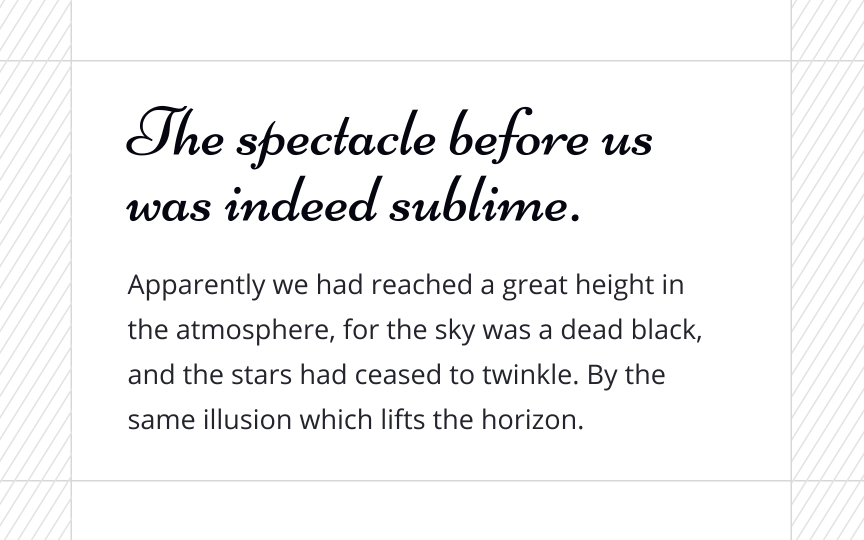 The spectacle before us
was indeed sublime.
Apparently we had reached a great height in
the atmosphere, for the sky was a dead black,
and the stars had ceased to twinkle. By the
same illusion which lifts the horizon.